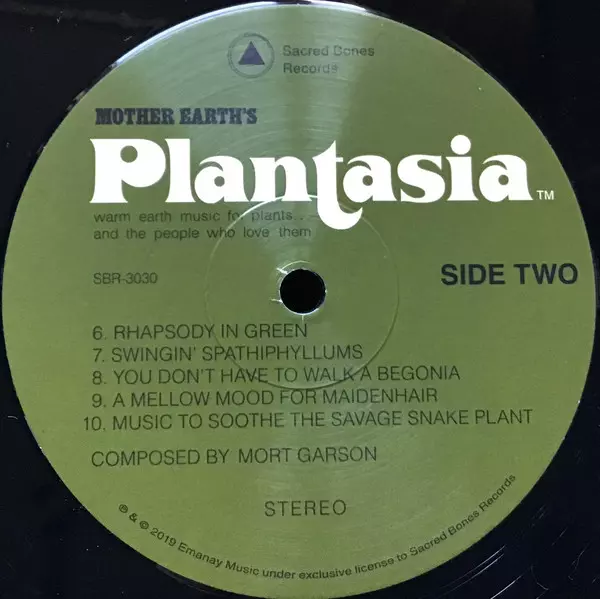 Sacred Bones
Records
MOTHER EARTH'S
Plantasia™
warm earth music for plants...
and the people who love them
SBR-3030
SIDE TWO
6. RHAPSODY IN GREEN
7. SWINGIN' SPATHIPHYLLUMS
8. YOU DON'T HAVE TO WALK A BEGONIA
9. A MELLOW MOOD FOR MAIDENHAIR
10. MUSIC TO SOOTHE THE SAVAGE SNAKE PLANT
COMPOSED BY MORT GARSON
STEREO
℗ & © 2019 Emanay Music under exclusive license to Sacred Bones Records